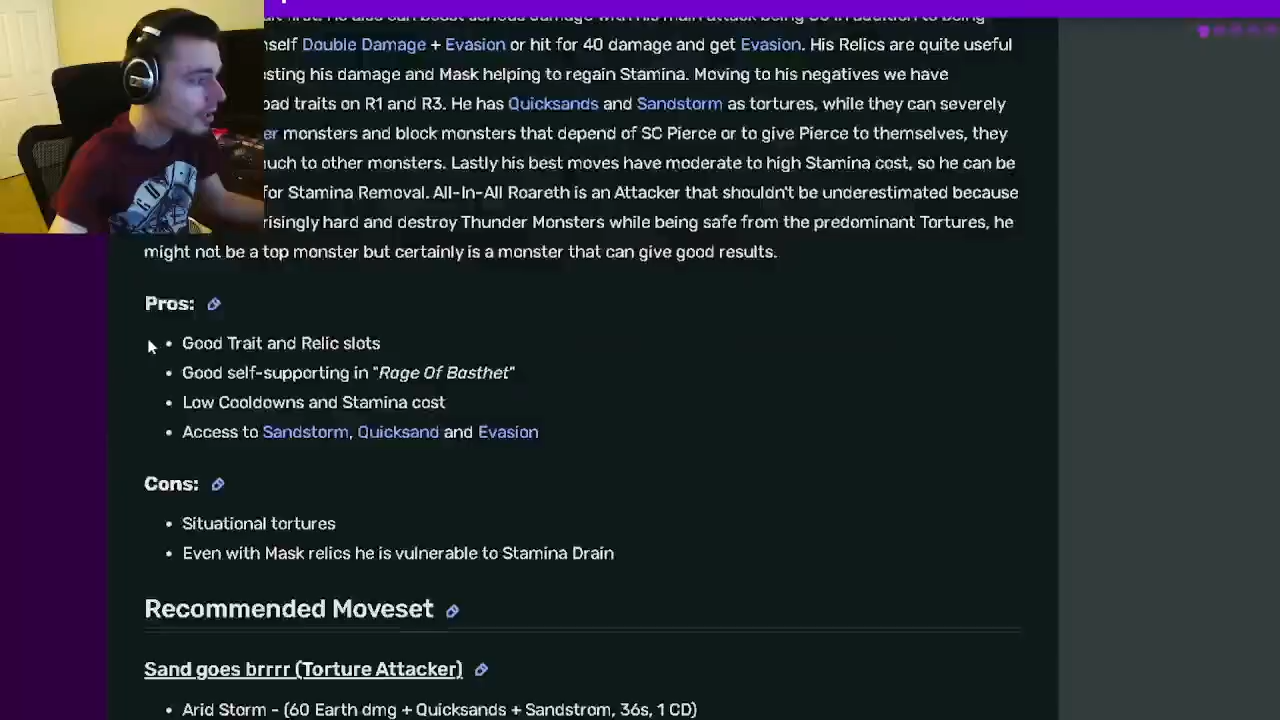 first. He also can boost serious damage with his main attack being in addition to being
Double Damage + Evasion or hit for 40 damage and get Evasion. His Relics are quite useful
his damage and Mask helping to regain Stamina. Moving to his negatives we have
traits on R1 and R3. He has Quicksands and Sandstorm as tortures, while they can severely
monsters and block monsters that depend of SC Pierce or to give Pierce to themselves, they
to other monsters. Lastly his best moves have moderate to high Stamina cost, so he can be
for Stamina Removal. All-In-All Roareth is an Attacker that shouldn't be underestimated because
hard and destroy Thunder Monsters while being safe from the predominant Tortures, he
might not be a top monster but certainly is a monster that can give good results.
Pros:
• Good Trait and Relic slots
• Good self-supporting in "Rage Of Basthet"
• Low Cooldowns and Stamina cost
• Access to Sandstorm, Quicksand and Evasion
Cons:
• Situational tortures
• Even with Mask relics he is vulnerable to Stamina Drain
Recommended Moveset
Sand goes brrrr (Torture Attacker)
• Arid Storm - (60 Earth dmg + Quicksands + Sandstrom, 36s, 1 CD)